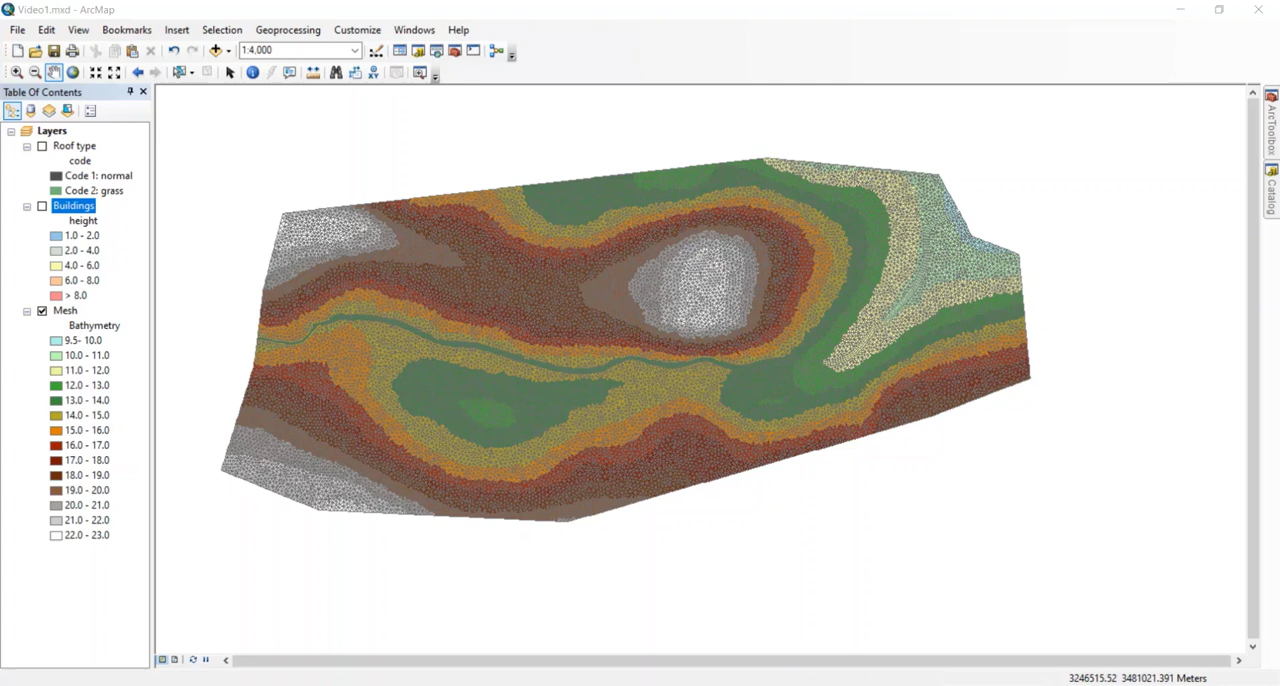 Video1.mxd - ArcMap
File Edit View Bookmarks Insert Selection Geoprocessing Customize Windows Help
1:4,000
Table Of Contents
Layers
Roof type
code
Code 1: normal
Code 2: grass
Buildings
height
1.0 - 2.0
2.0 - 4.0
4.0 - 6.0
6.0 - 8.0
> 8.0
Mesh
Bathymetry
9.5- 10.0
10.0 - 11.0
11.0 - 12.0
12.0 - 13.0
13.0 - 14.0
14.0 - 15.0
15.0 - 16.0
16.0 - 17.0
17.0 - 18.0
18.0 - 19.0
19.0 - 20.0
20.0 - 21.0
21.0 - 22.0
22.0 - 23.0
ArcToolbox
Catalog
3246515.52 3481021.391 Meters